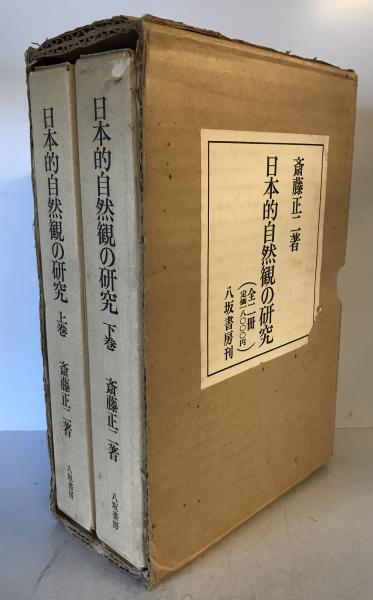 斎藤正二著
日本的自然観の研究
(全二冊
定価一八〇〇〇円)
八坂書房刊
日本的自然観の研究 下巻 斎藤正二著 八坂書房
日本的自然観の研究 上巻 斎藤正二著 八坂書房